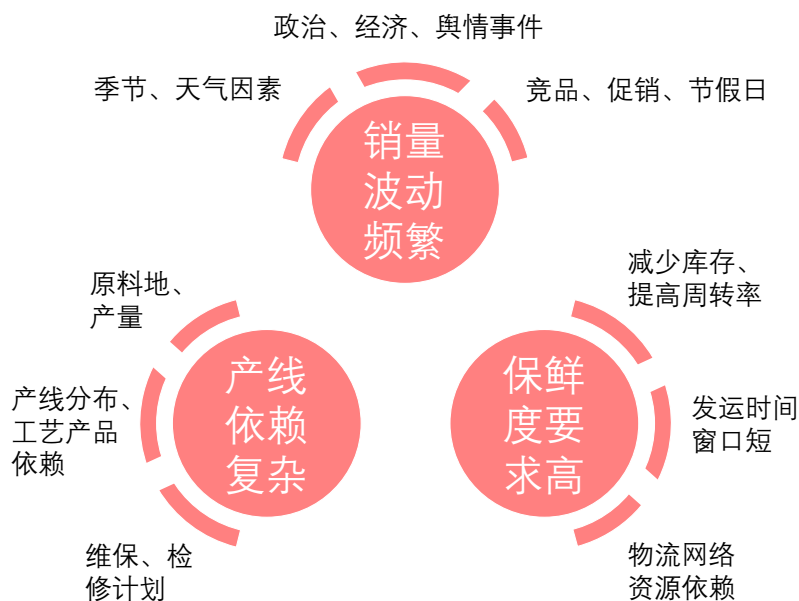 政治、经济、舆情事件
季节、天气因素
竞品、促销、节假日
销量
波动
频繁
原料地、
产量
产线分布、
工艺产品
依赖
维保、检
修计划
产线
依赖
复杂
保鲜
度要
求高
减少库存、
提高周转率
发运时间
窗口短
物流网络
资源依赖